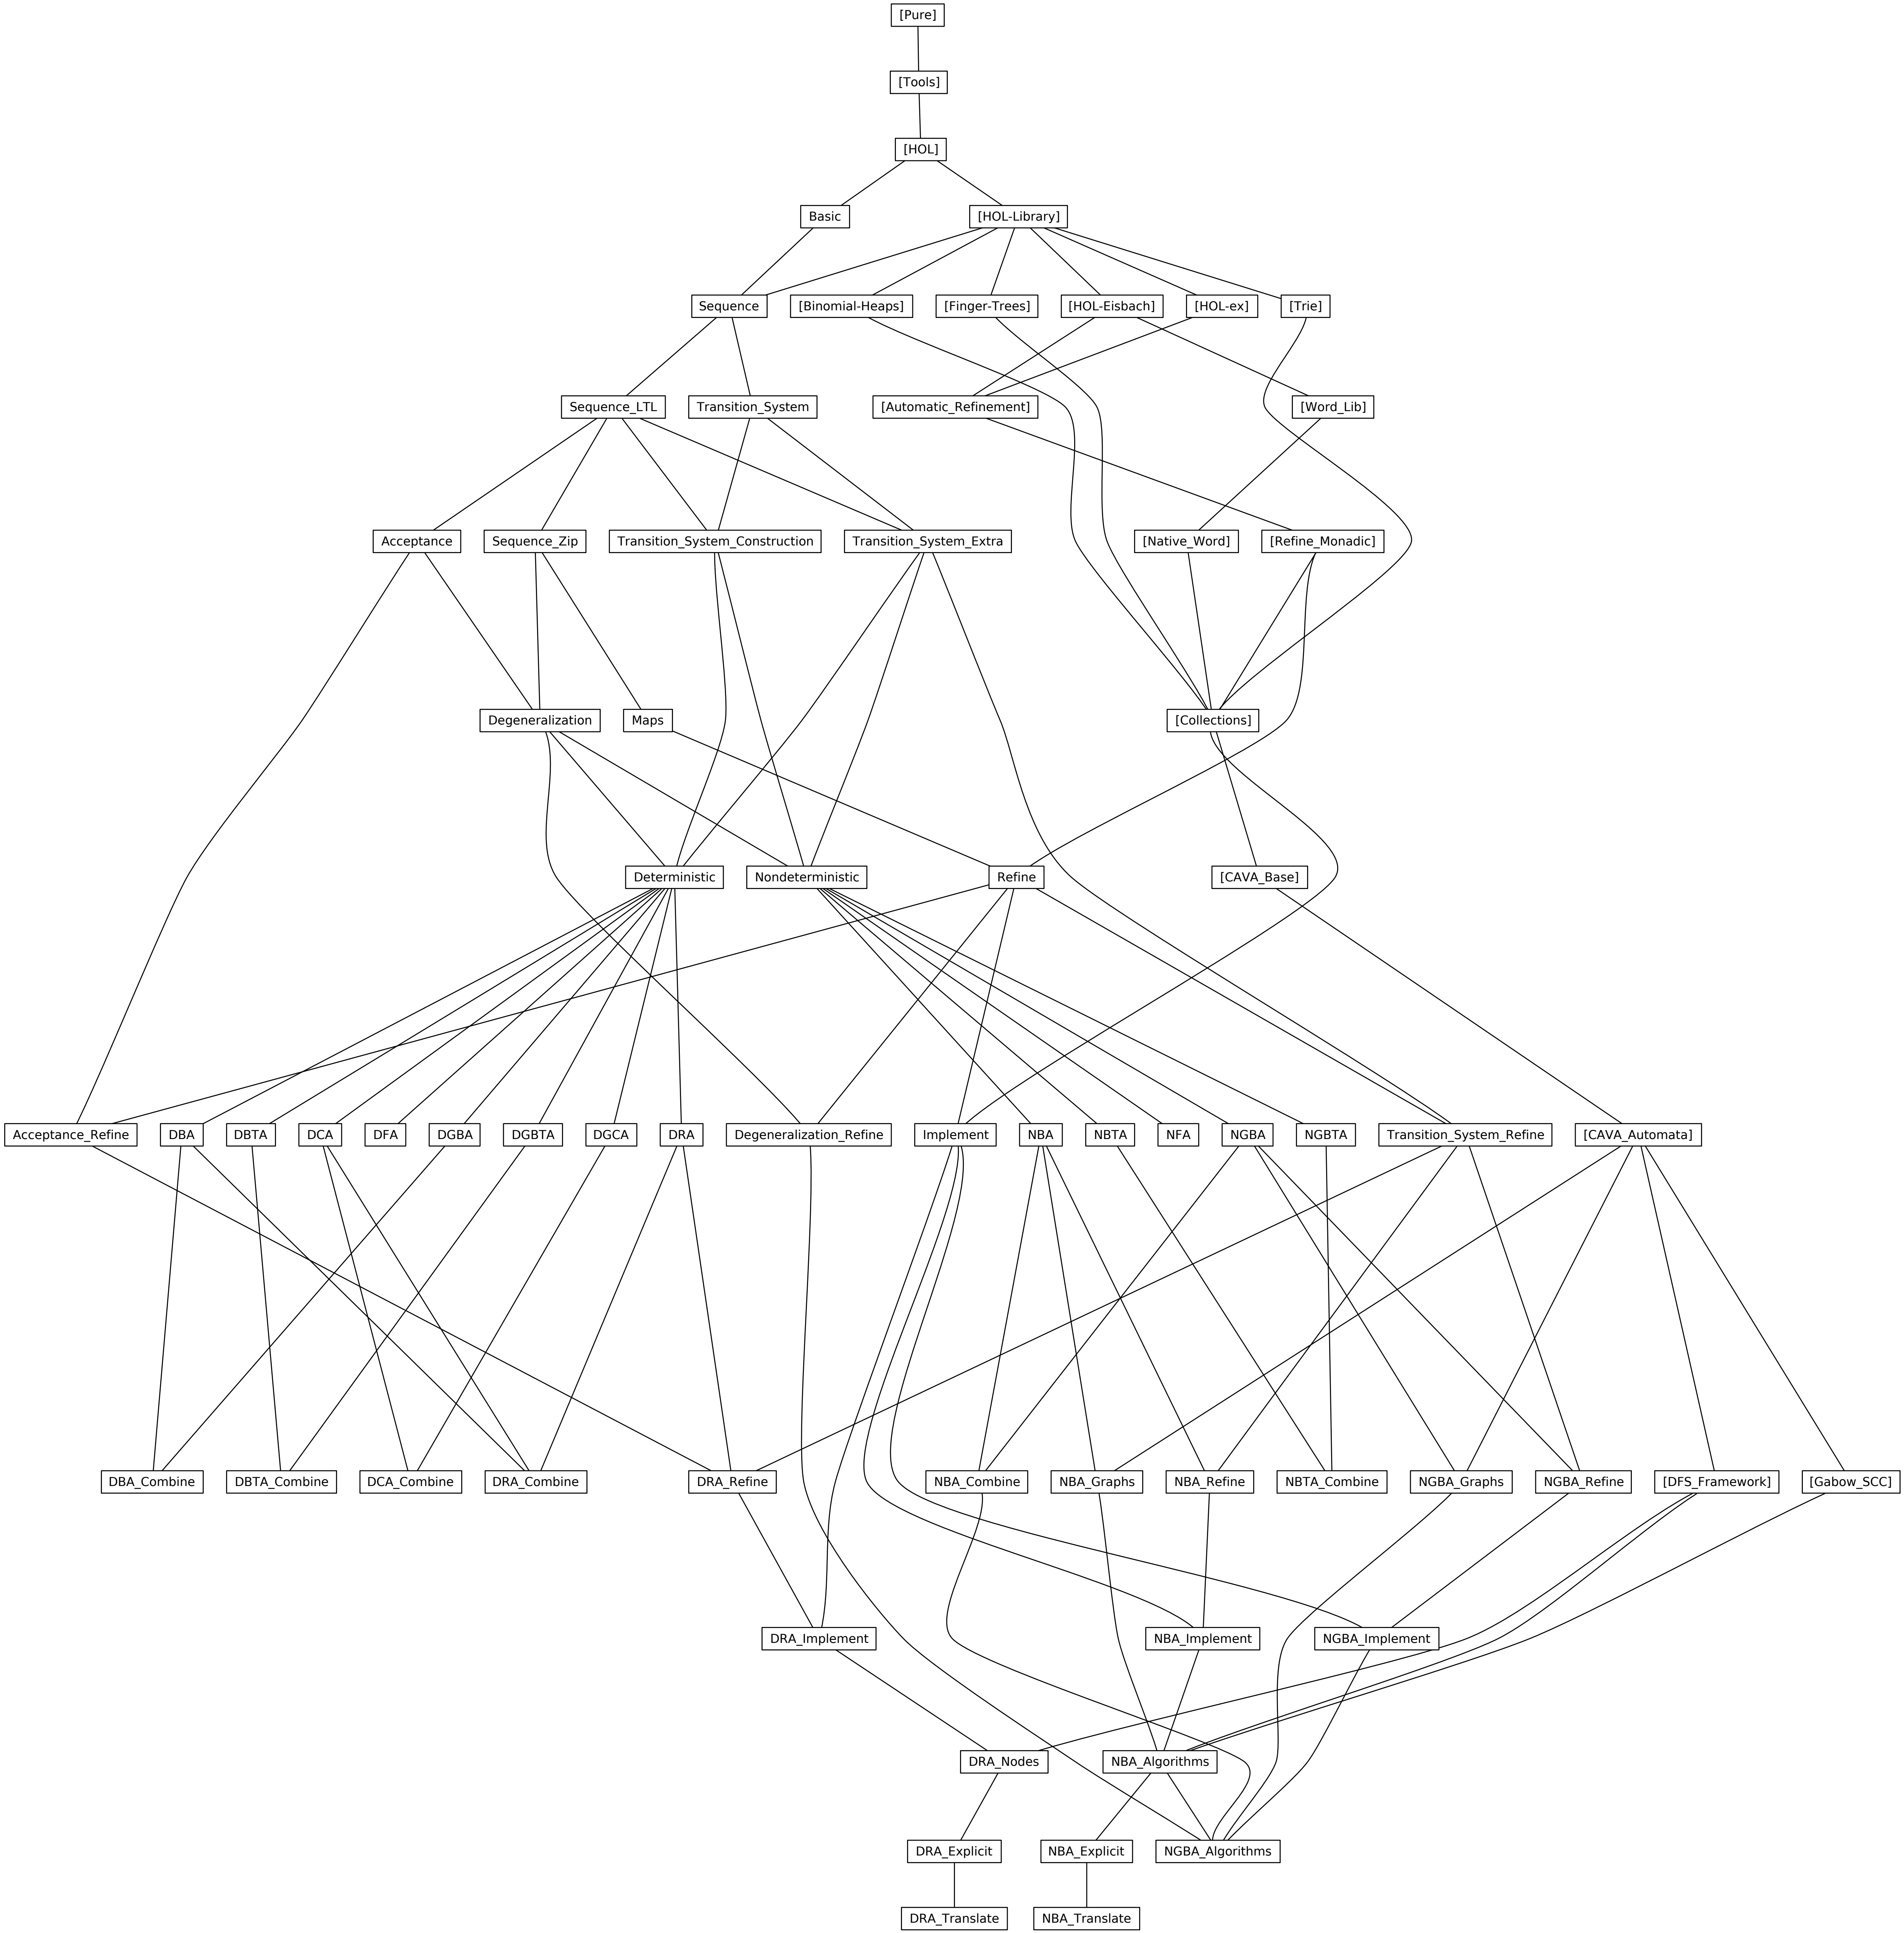 [Pure]
[Tools]
[HOL]
Basic
[HOL-Library]
Sequence
[Binomial-Heaps]
[Finger-Trees]
[HOL-Eisbach]
[HOL-ex]
[Trie]
Sequence_LTL
Transition_System
[Automatic_Refinement]
[Word_Lib]
Acceptance
Sequence_Zip
Transition_System_Construction
Transition_System_Extra
[Native_Word]
[Refine_Monadic]
Degeneralization
Maps
[Collections]
Deterministic
Nondeterministic
Refine
[CAVA_Base]
Acceptance_Refine
DBA
DBTA
DCA
DFA
DGBA
DGBTA
DGCA
DRA
Degeneralization_Refine
Implement
NBA
NBTA
NFA
NGBA
NGBTA
Transition_System_Refine
[CAVA_Automata]
DBA_Combine
DBTA_Combine
DCA_Combine
DRA_Combine
DRA_Refine
NBA_Combine
NBA_Graphs
NBA_Refine
NBTA_Combine
NGBA_Graphs
NGBA_Refine
[DFS_Framework]
[Gabow_SCC]
DRA_Implement
NBA_Implement
NGBA_Implement
DRA_Nodes
NBA_Algorithms
DRA_Explicit
NBA_Explicit
NGBA_Algorithms
DRA_Translate
NBA_Translate